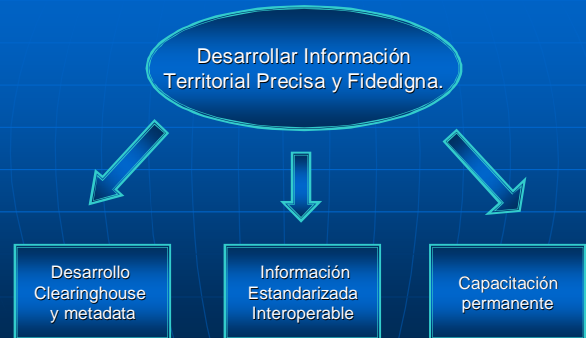 Desarrollar Información
Territorial Precisa y Fidedigna.
Desarrollo
Clearinghouse
y metadata
Información
Estandarizada
Interoperable
Capacitación
permanente